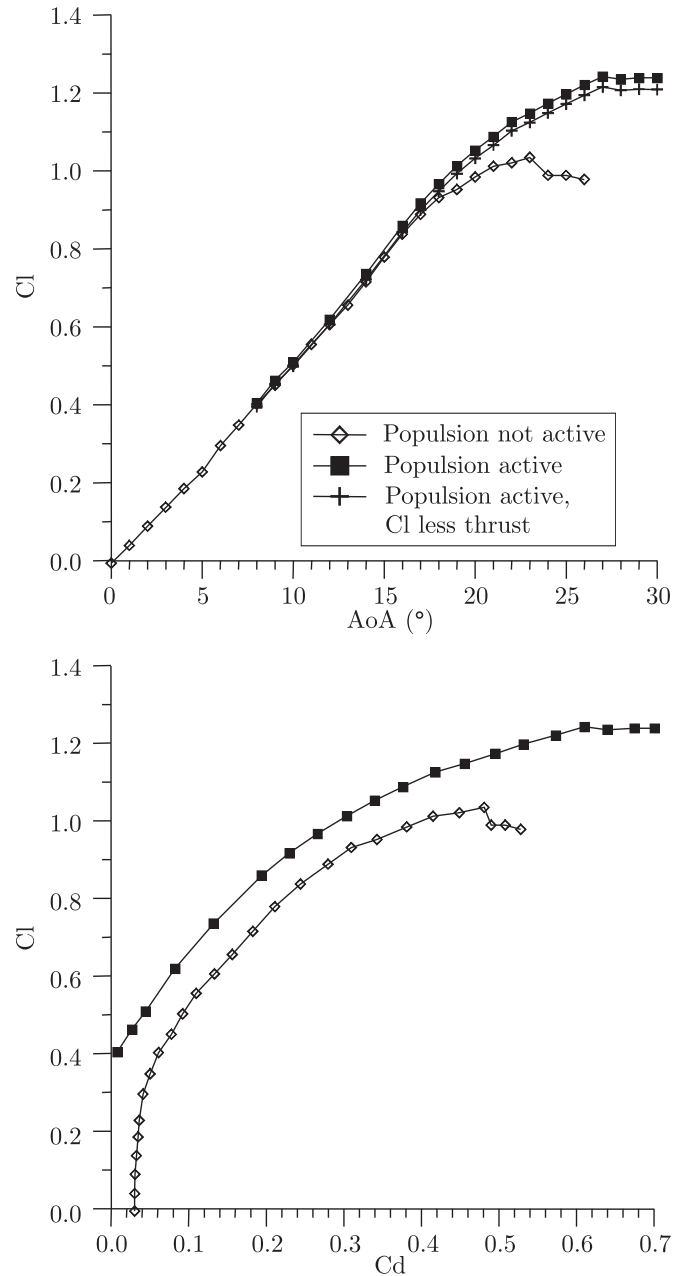 1.4
1.2
1.0
0.8
0.6
0.4
0.2
0.0
Cl
Populsion not active
Populsion active
Populsion active,
Cl less thrust
0 5 10 15 20 25 30
AoA (°)
1.4
1.2
1.0
0.8
0.6
0.4
0.2
0.0
Cl
0.0 0.1 0.2 0.3 0.4 0.5 0.6 0.7
Cd